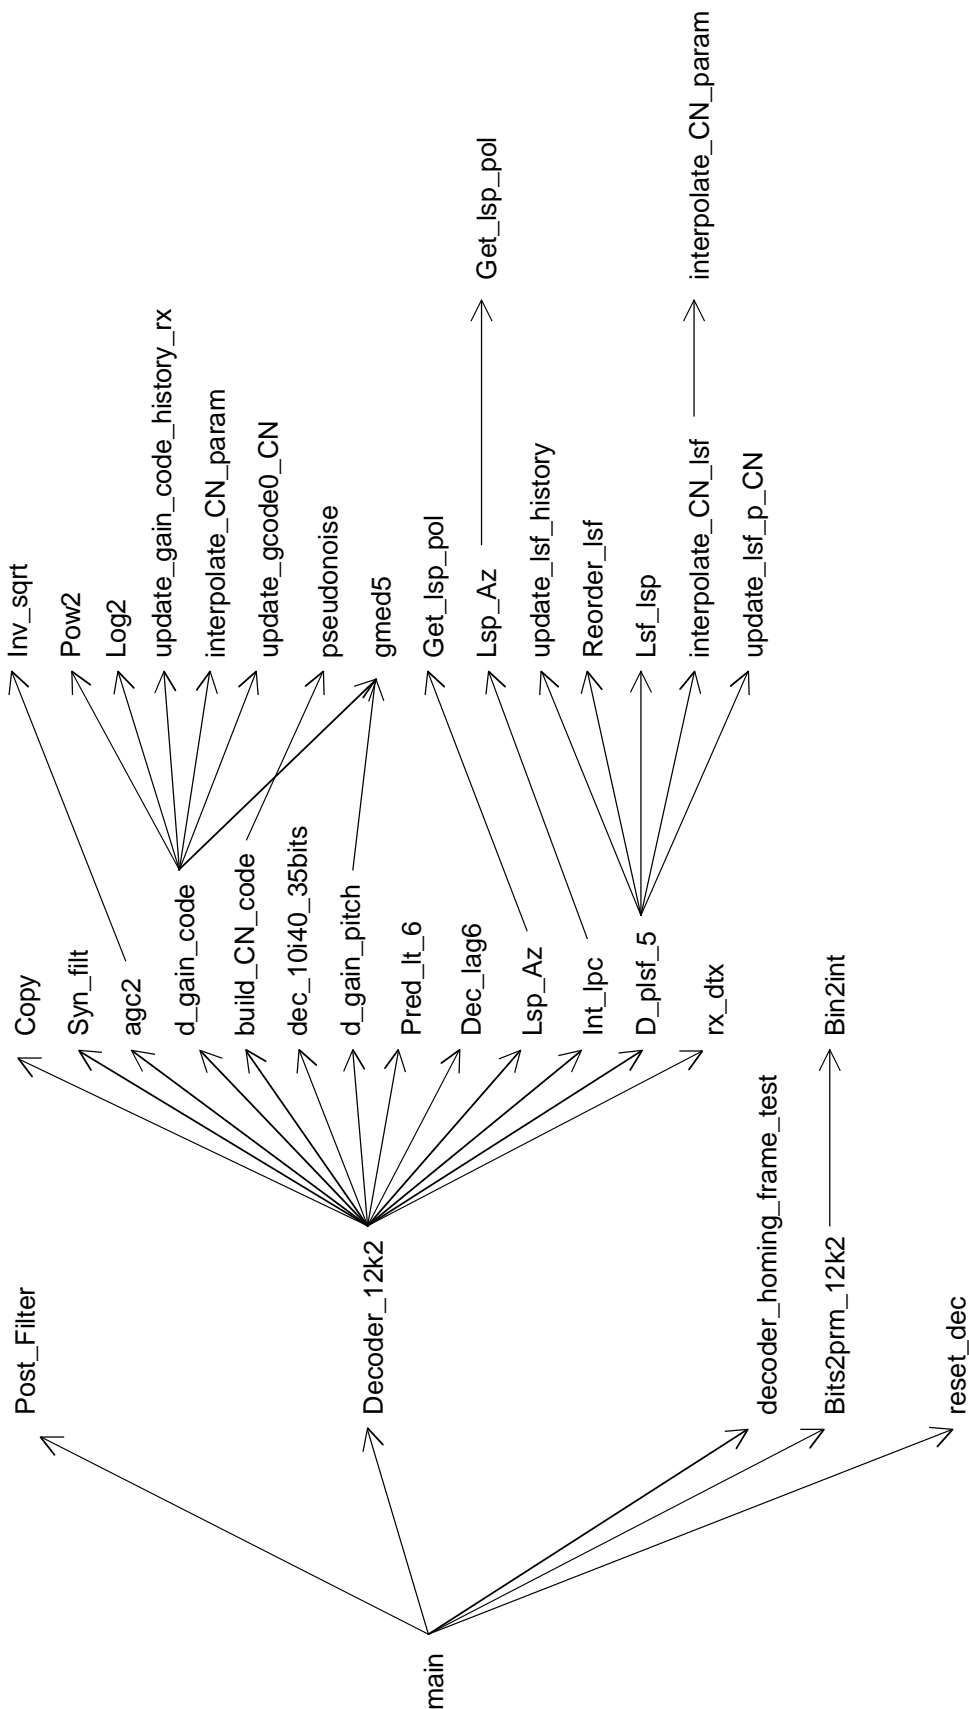 main
Post_Filter
Decoder_12k2
decoder_homing_frame_test
Bits2prm_12k2
reset_dec
Copy
Syn_filt
agc2
d_gain_code
build_CN_code
dec_10i40_35bits
d_gain_pitch
Pred_lt_6
Dec_lag6
Lsp_Az
Int_lpc
D_plsf_5
rx_dtx
Bin2int
Inv_sqrt
Pow2
Log2
update_gain_code_history_rx
interpolate_CN_param
update_gcode0_CN
pseudonoise
gmed5
Get_lsp_pol
Lsp_Az
update_lsf_history
Reorder_lsf
Lsf_lsp
interpolate_CN_lsf
update_lsf_p_CN
Get_lsp_pol
interpolate_CN_param